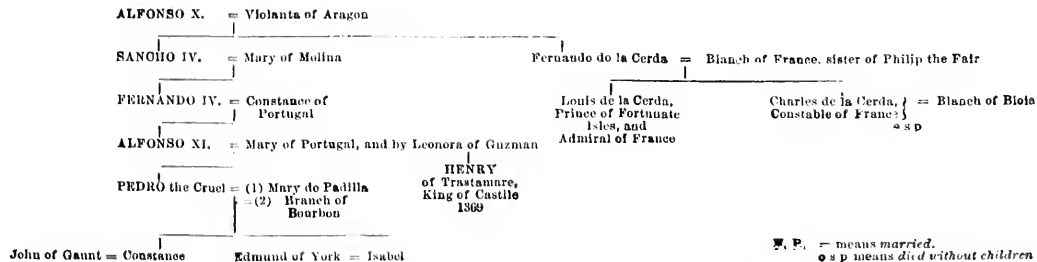 ALFONSO X. = Violanta of Aragon
SANCHO IV. = Mary of Molina
Fernando do la Cerda = Blanch of France, sister of Philip the Fair
FERNANDO IV. = Constance of
Portugal
Louis de la Cerda,
Prince of Fortunate
Isles, and
Admiral of France
Charles de la Cerda, } = Blanch of Blois
Constable of France }
o s p
ALFONSO XI. = Mary of Portugal, and by Leonora of Guzman
HENRY
of Trastamare,
King of Castile
1369
PEDRO the Cruel = (1) Mary do Padilla
=(2) Branch of
Bourbon
John of Gaunt = Constance
Edmund of York = Isabel
N. B. = means married.
o s p means died without children